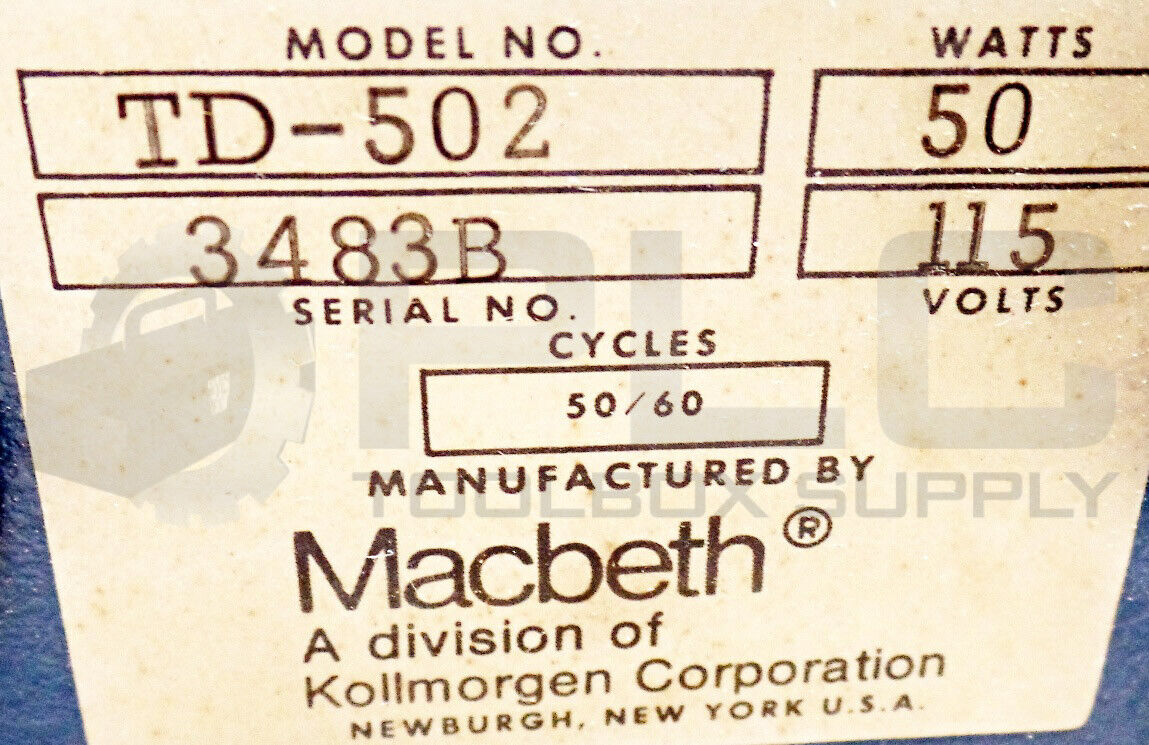 MODEL NO. WATTS
TD-502 50
3483B 115
SERIAL NO. VOLTS
CYCLES
50/60
MANUFACTURED BY
Macbeth®
A division of
Kollmorgen Corporation
NEWBURGH, NEW YORK U.S.A.
PLC
TOOLBOX SUPPLY